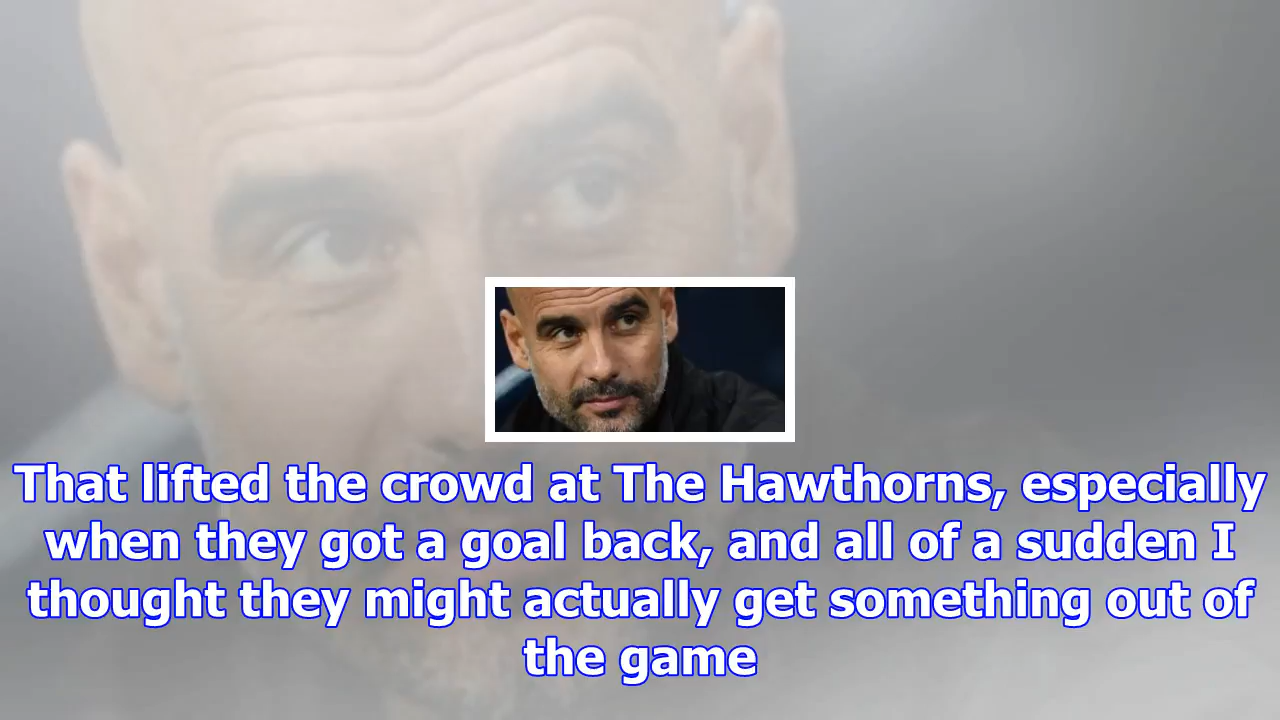 That lifted the crowd at The Hawthorns, especially
when they got a goal back, and all of a sudden I
thought they might actually get something out of
the game